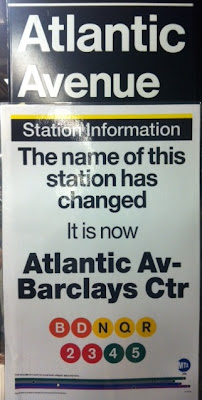 Atlantic
Avenue
Station Information
The name of this
station has
changed
It is now
Atlantic Av-
Barclays Ctr
B D N Q R
2 3 4 5
MTA